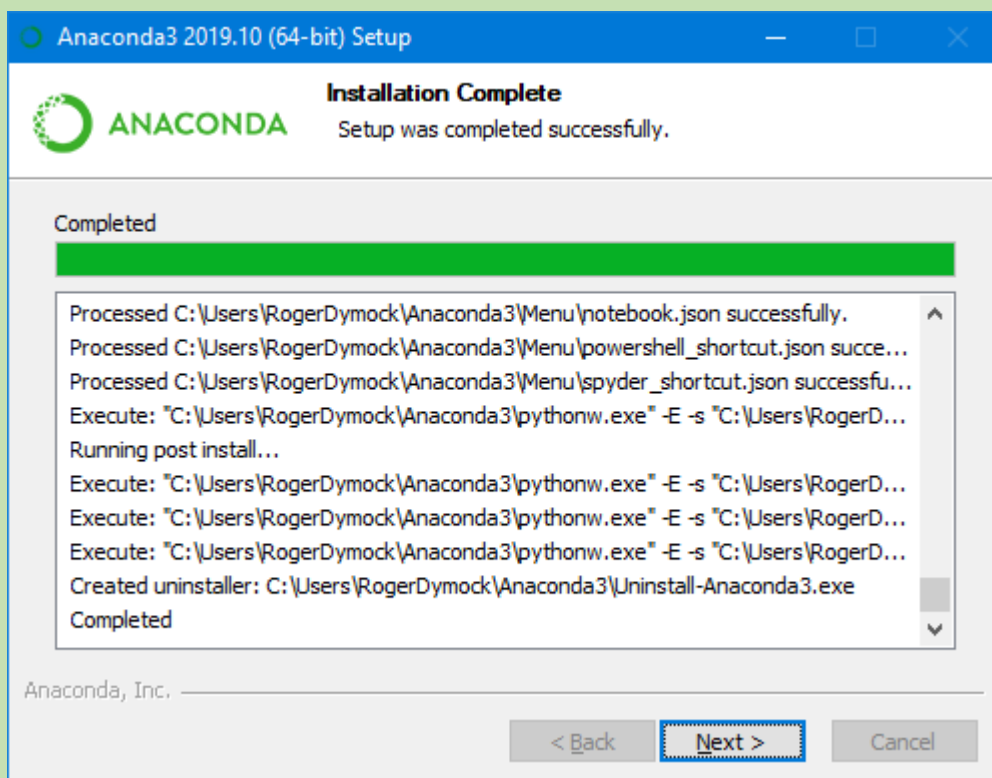 Anaconda3 2019.10 (64-bit) Setup
ANACONDA
Installation Complete
Setup was completed successfully.
Completed
Processed C:\Users\RogerDymock\Anaconda3\Menu\notebook.json successfully.
Processed C:\Users\RogerDymock\Anaconda3\Menu\powershell_shortcut.json succe...
Processed C:\Users\RogerDymock\Anaconda3\Menu\spyder_shortcut.json successfu...
Execute: "C:\Users\RogerDymock\Anaconda3\pythonw.exe" -E -s "C:\Users\RogerD...
Running post install...
Execute: "C:\Users\RogerDymock\Anaconda3\pythonw.exe" -E -s "C:\Users\RogerD...
Execute: "C:\Users\RogerDymock\Anaconda3\pythonw.exe" -E -s "C:\Users\RogerD...
Execute: "C:\Users\RogerDymock\Anaconda3\pythonw.exe" -E -s "C:\Users\RogerD...
Created uninstaller: C:\Users\RogerDymock\Anaconda3\Uninstall-Anaconda3.exe
Completed
Anaconda, Inc.
< Back Next > Cancel